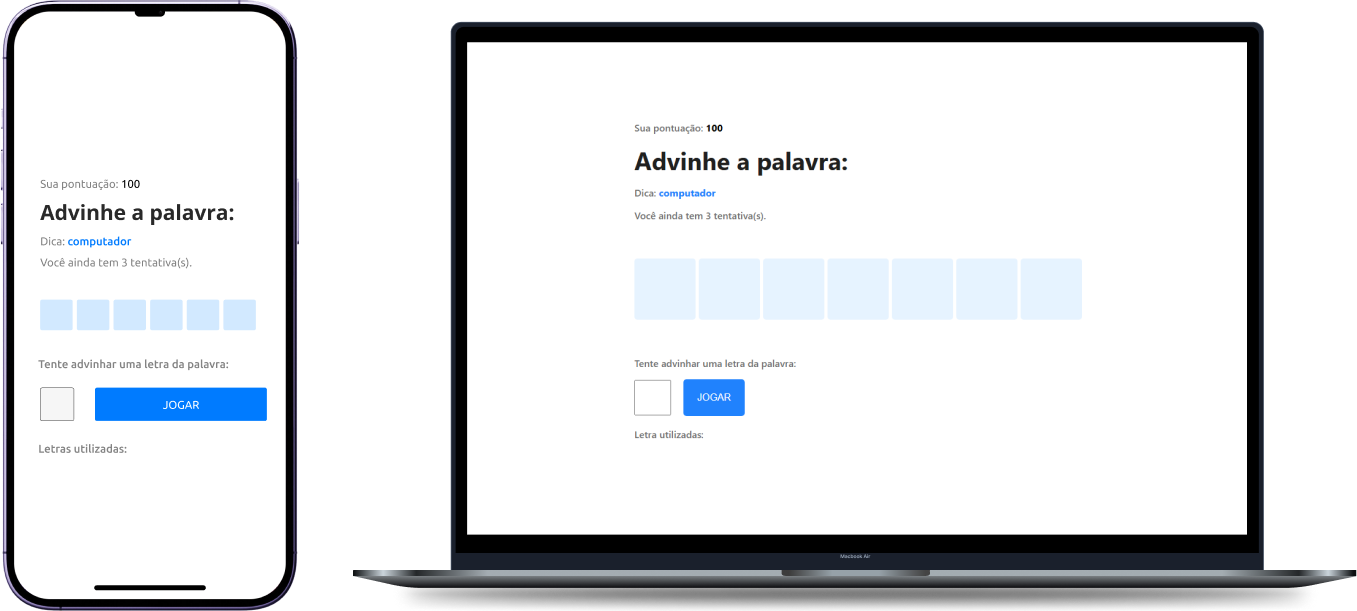 Sua pontuação: 100
Advinhe a palavra:
Dica: computador
Você ainda tem 3 tentativa(s).
Tente advinhar uma letra da palavra:
JOGAR
Letras utilizadas:
Sua pontuação: 100
Advinhe a palavra:
Dica: computador
Você ainda tem 3 tentativa(s).
Tente advinhar uma letra da palavra:
JOGAR
Letra utilizadas:
Macbook Air